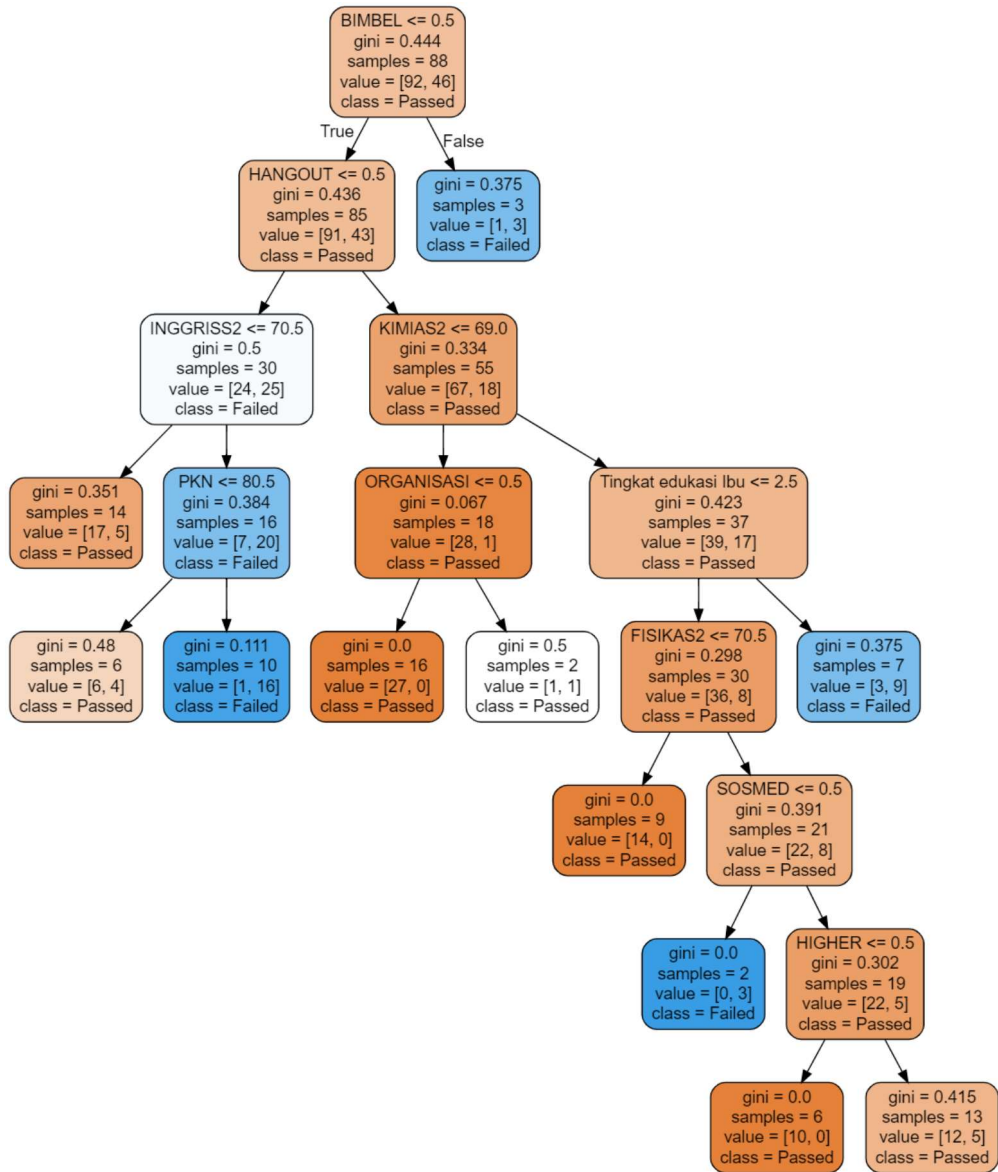 BIMBEL <= 0.5
gini = 0.444
samples = 88
value = [92, 46]
class = Passed
True
False
HANGOUT <= 0.5
gini = 0.436
samples = 85
value = [91, 43]
class = Passed
gini = 0.375
samples = 3
value = [1, 3]
class = Failed
INGGRISS2 <= 70.5
gini = 0.5
samples = 30
value = [24, 25]
class = Failed
KIMIAS2 <= 69.0
gini = 0.334
samples = 55
value = [67, 18]
class = Passed
gini = 0.351
samples = 14
value = [17, 5]
class = Passed
PKN <= 80.5
gini = 0.384
samples = 16
value = [7, 20]
class = Failed
ORGANISASI <= 0.5
gini = 0.067
samples = 18
value = [28, 1]
class = Passed
Tingkat edukasi Ibu <= 2.5
gini = 0.423
samples = 37
value = [39, 17]
class = Passed
gini = 0.48
samples = 6
value = [6, 4]
class = Passed
gini = 0.111
samples = 10
value = [1, 16]
class = Failed
gini = 0.0
samples = 16
value = [27, 0]
class = Passed
gini = 0.5
samples = 2
value = [1, 1]
class = Passed
FISIKAS2 <= 70.5
gini = 0.298
samples = 30
value = [36, 8]
class = Passed
gini = 0.375
samples = 7
value = [3, 9]
class = Failed
gini = 0.0
samples = 9
value = [14, 0]
class = Passed
SOSMED <= 0.5
gini = 0.391
samples = 21
value = [22, 8]
class = Passed
gini = 0.0
samples = 2
value = [0, 3]
class = Failed
HIGHER <= 0.5
gini = 0.302
samples = 19
value = [22, 5]
class = Passed
gini = 0.0
samples = 6
value = [10, 0]
class = Passed
gini = 0.415
samples = 13
value = [12, 5]
class = Passed